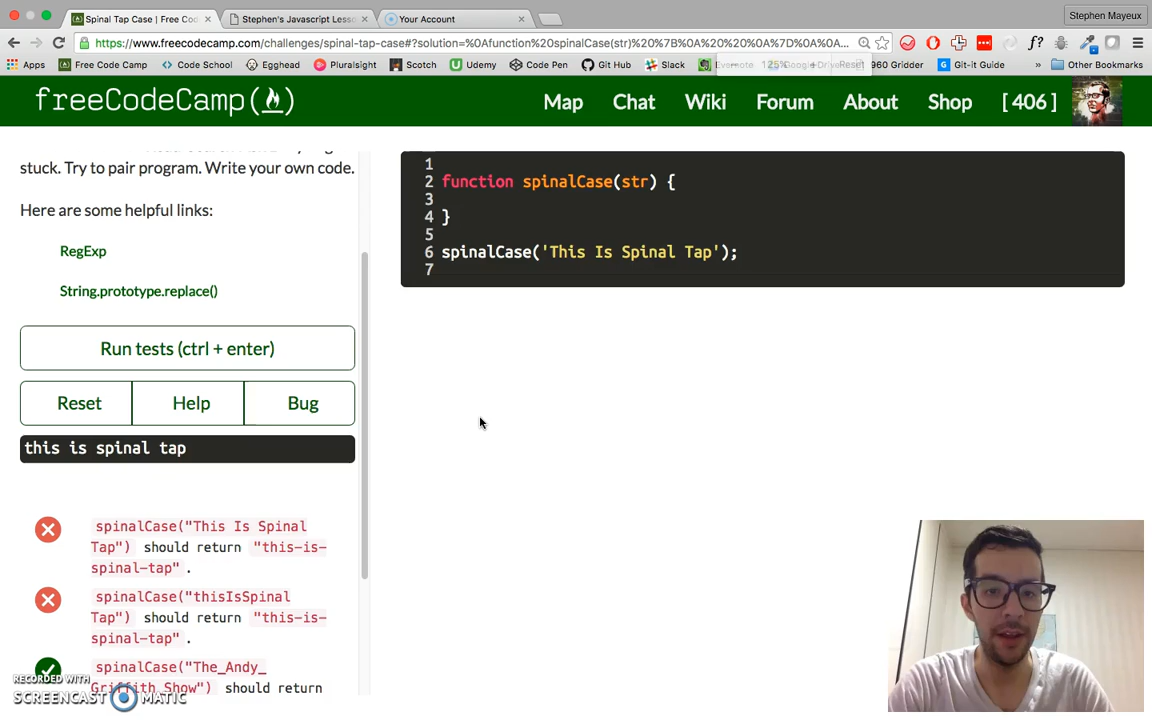 Spinal Tap Case | Free Co
Stephen's Javascript Lesso
Your Account
Stephen Mayeux
https://www.freecodecamp.com/challenges/spinal-tap-case#?solution=%0Afunction%20spinalCase(str)%20%7B%0A%20%20%0A%7D%0A%0A...
f?
Apps Free Code Camp Code School Egghead Pluralsight Scotch Udemy Code Pen Git Hub Slack Evernote 125% Google Drive Reset 960 Gridder Git-it Guide » Other Bookmarks
freeCodeCamp
Map Chat Wiki Forum About Shop [ 406 ]
stuck. Try to pair program. Write your own code.
Here are some helpful links:
RegExp
String.prototype.replace()
Run tests (ctrl + enter)
Reset Help Bug
this is spinal tap
spinalCase("This Is Spinal
Tap") should return "this-is-
spinal-tap" .
spinalCase("thisIsSpinal
Tap") should return "this-is-
spinal-tap" .
spinalCase("The_Andy_
Griffith_Show") should return
1
2 function spinalCase(str) {
3
4 }
5
6 spinalCase('This Is Spinal Tap');
7
RECORDED WITH
SCREENCAST MATIC